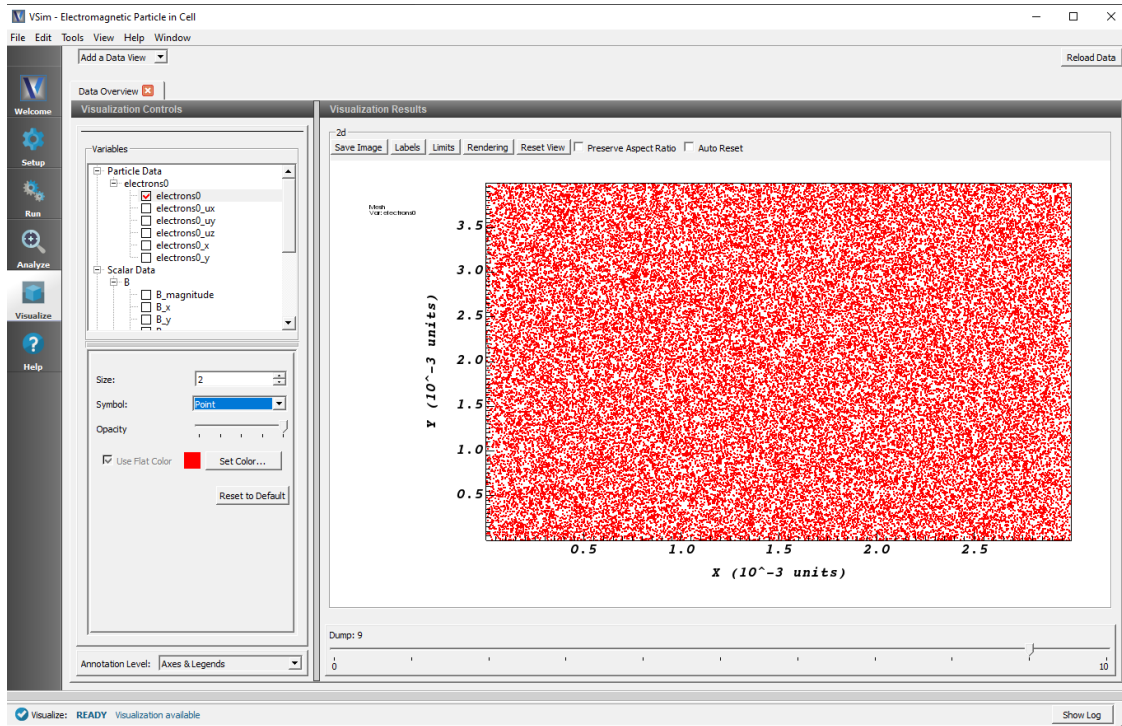 VSim - Electromagnetic Particle in Cell
File Edit Tools View Help Window
Add a Data View
Reload Data
Data Overview
Visualization Controls
Visualization Results
Welcome
Setup
Run
Analyze
Visualize
Help
Variables
Particle Data
electrons0
electrons0
electrons0_ux
electrons0_uy
electrons0_uz
electrons0_x
electrons0_y
Scalar Data
B
B_magnitude
B_x
B_y
Size:
2
Symbol:
Point
Opacity
Use Flat Color
Set Color...
Reset to Default
Annotation Level:
Axes & Legends
2d
Save Image Labels Limits Rendering Reset View Preserve Aspect Ratio Auto Reset
Mesh
Var: electrons0
3.5
3.0
2.5
2.0
1.5
1.0
0.5
Y (10^-3 units)
0.5 1.0 1.5 2.0 2.5
X (10^-3 units)
Dump: 9
0 10
Visualize: READY Visualization available
Show Log